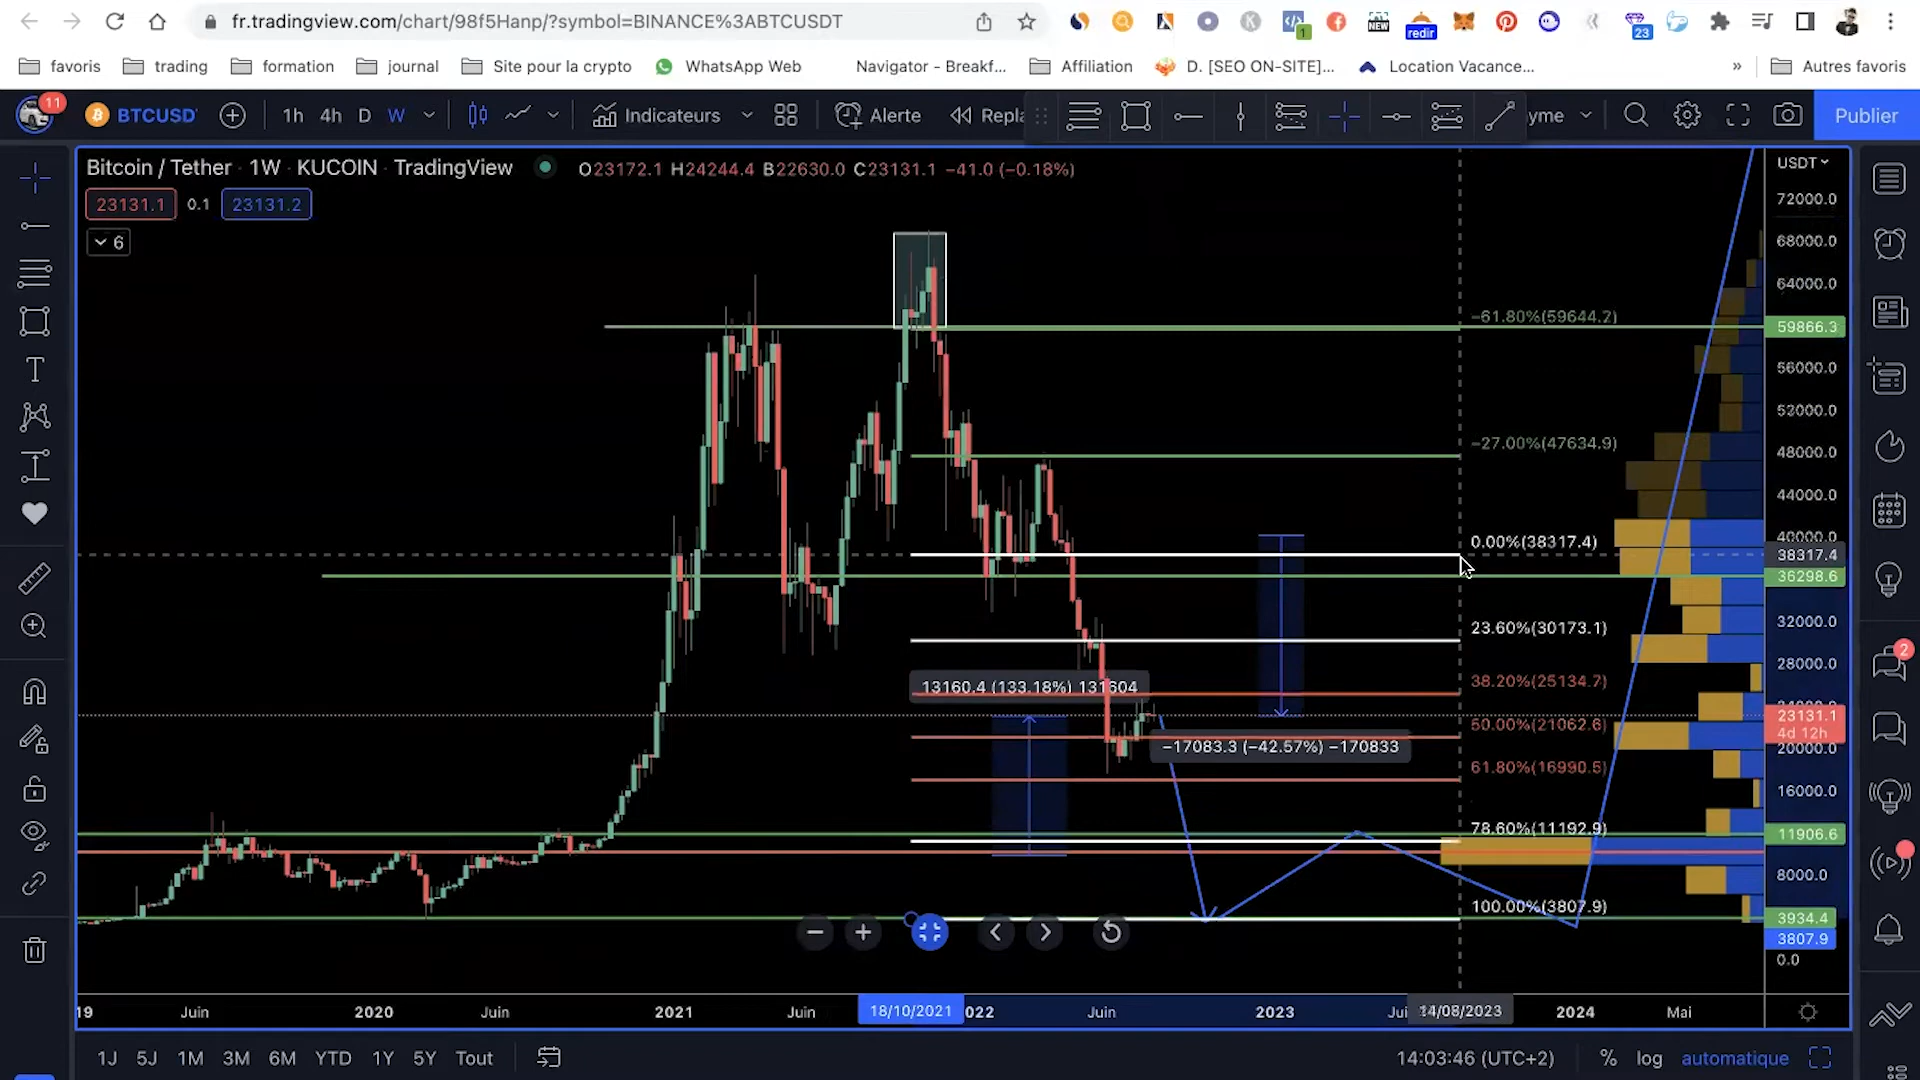 fr.tradingview.com/chart/98f5Hanp/?symbol=BINANCE%3ABTCUSDT
NEW
1
redir
23
favoris
trading
formation
journal
Site pour la crypto
WhatsApp Web
Navigator - Breakf...
Affiliation
D. [SEO ON-SITE]...
Location Vacance...
»
Autres favoris
11
BTCUSD
1h
4h
D
W
Indicateurs
Alerte
Repla
yme
Publier
Bitcoin / Tether · 1W · KUCOIN · TradingView
O23172.1 H24244.4 B22630.0 C23131.1 −41.0 (−0.18%)
USDT
23131.1
0.1
23131.2
6
72000.0
68000.0
64000.0
−61.80%(59644.2)
59866.3
56000.0
52000.0
−27.00%(47634.9)
48000.0
44000.0
0.00%(38317.4)
40000.0
38317.4
36298.6
23.60%(30173.1)
32000.0
28000.0
38.20%(25134.7)
13160.4 (133.18%) 131604
50.00%(21062.6)
23131.1
4d 12h
−17083.3 (−42.57%) −170833
20000.0
61.80%(16990.5)
16000.0
78.60%(11192.9)
11906.6
8000.0
100.00%(3807.9)
3934.4
3807.9
0.0
2
19
Juin
2020
Juin
2021
Juin
18/10/2021
022
Juin
2023
Jui
14/08/2023
2024
Mai
1J
5J
1M
3M
6M
YTD
1Y
5Y
Tout
14:03:46 (UTC+2)
%
log
automatique